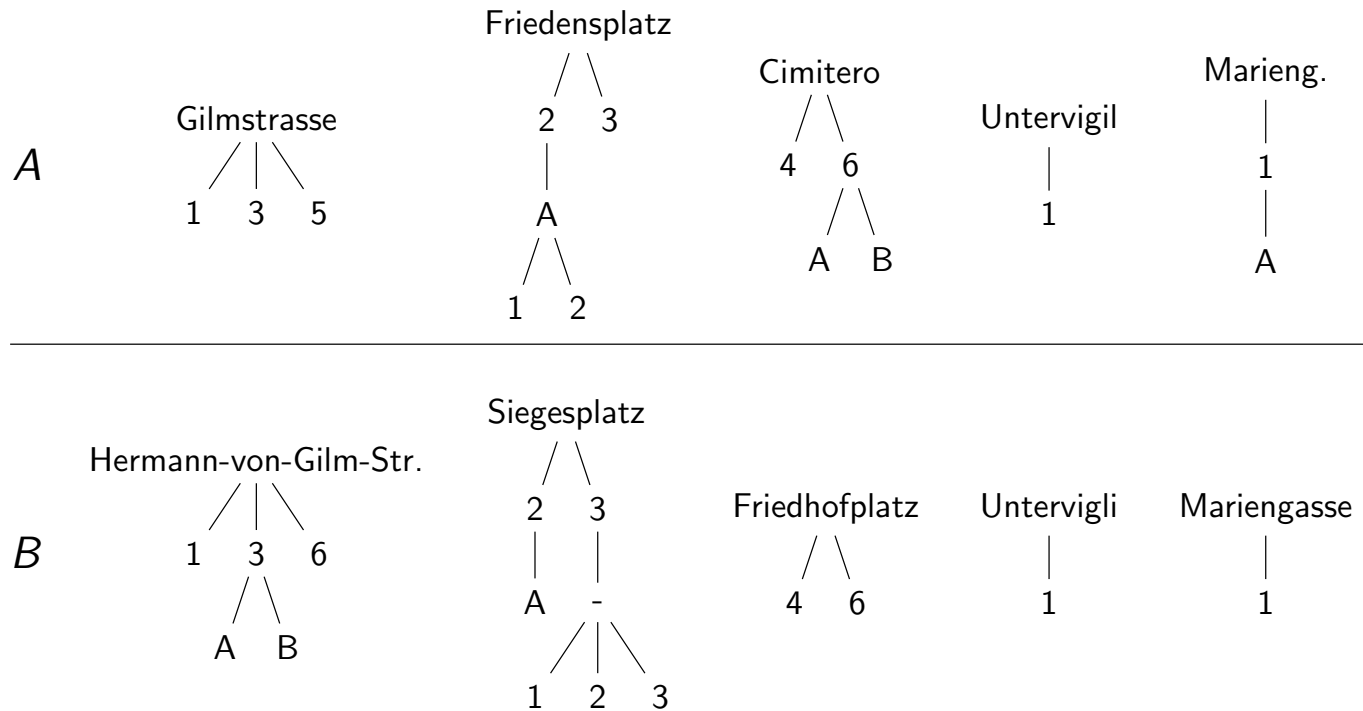 Friedensplatz
Cimitero
Marieng.
Gilmstrasse
2 3
Untervigil
A
4 6
1
1 3 5
A
1
A B
A
1 2
Siegesplatz
Hermann-von-Gilm-Str.
2 3
Friedhofplatz
Untervigli
Mariengasse
B
1 3 6
A -
4 6
1
1
A B
1 2 3